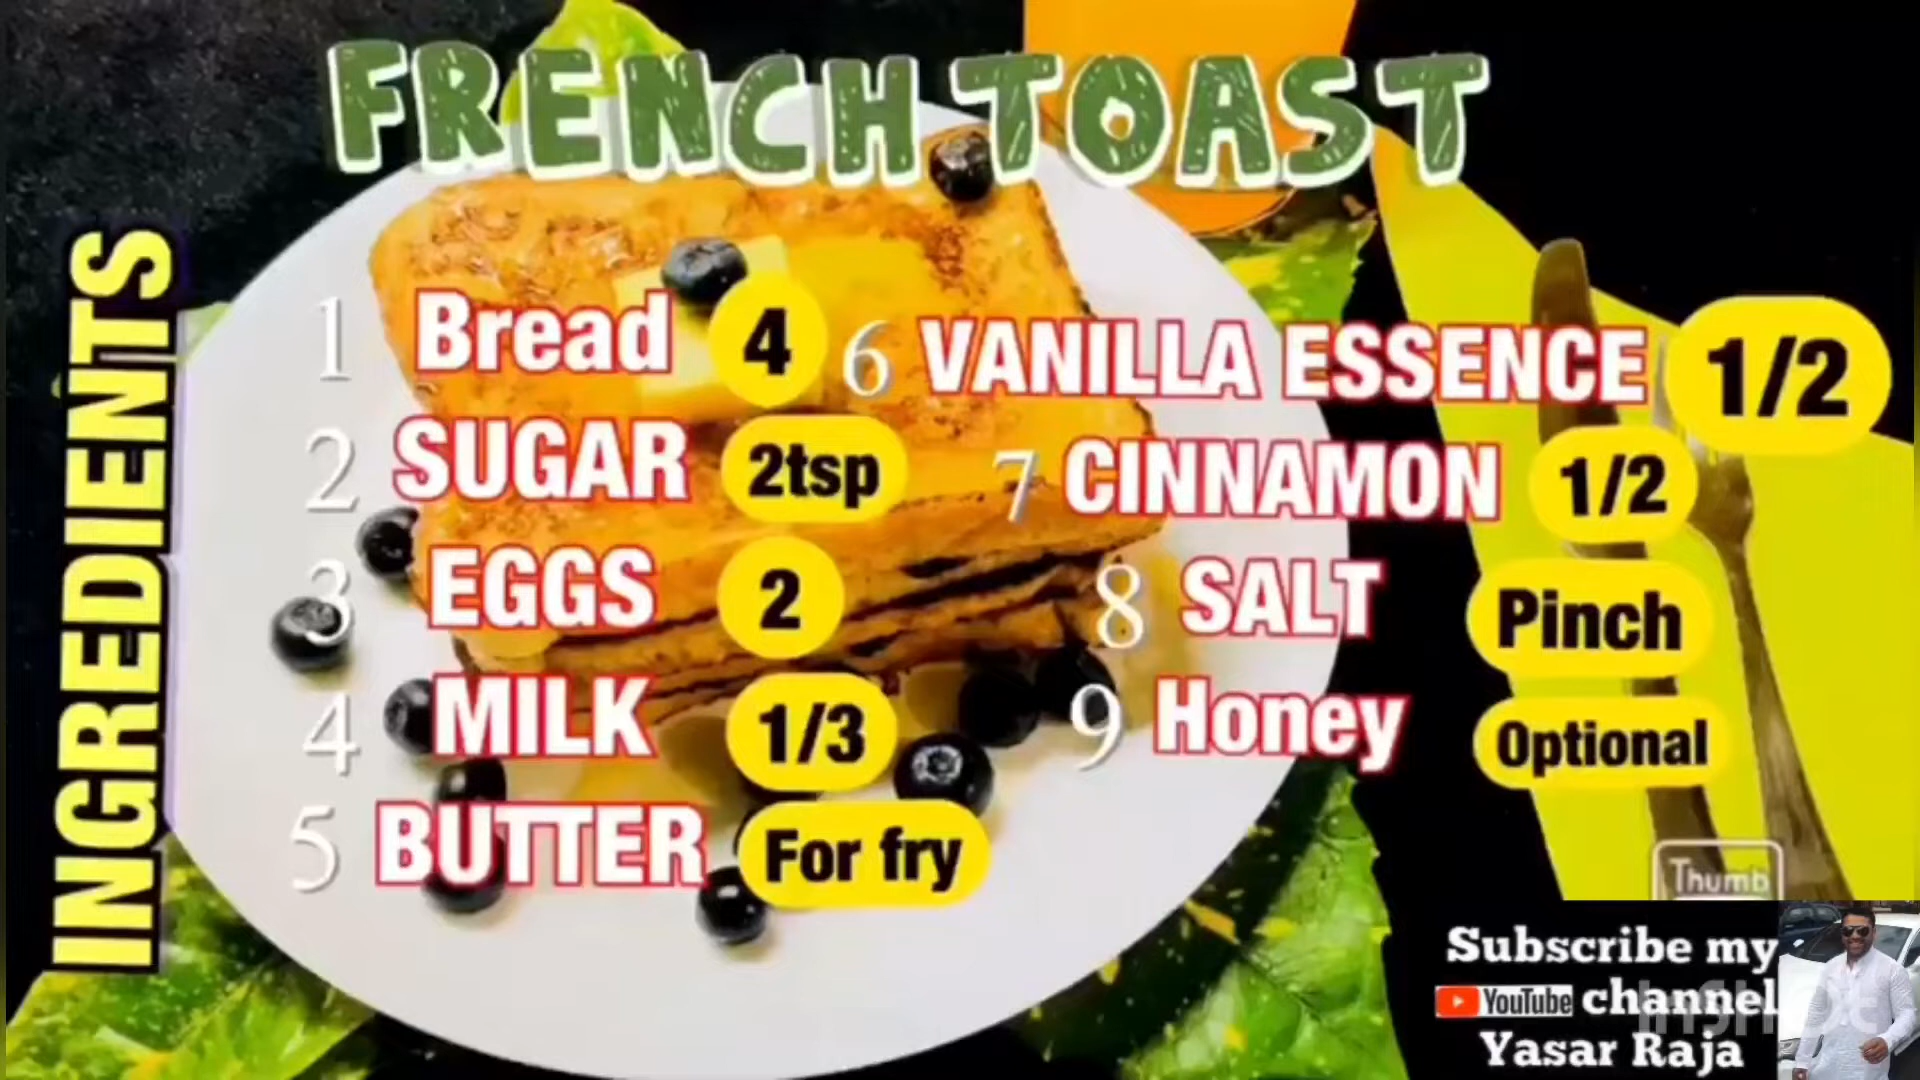 FRENCH TOAST
INGREDIENTS
1 Bread 4
2 SUGAR 2tsp
3 EGGS 2
4 MILK 1/3
5 BUTTER For fry
6 VANILLA ESSENCE 1/2
7 CINNAMON 1/2
8 SALT Pinch
9 Honey Optional
Thumb
Subscribe my
YouTube channel
Yasar Raja
InShot